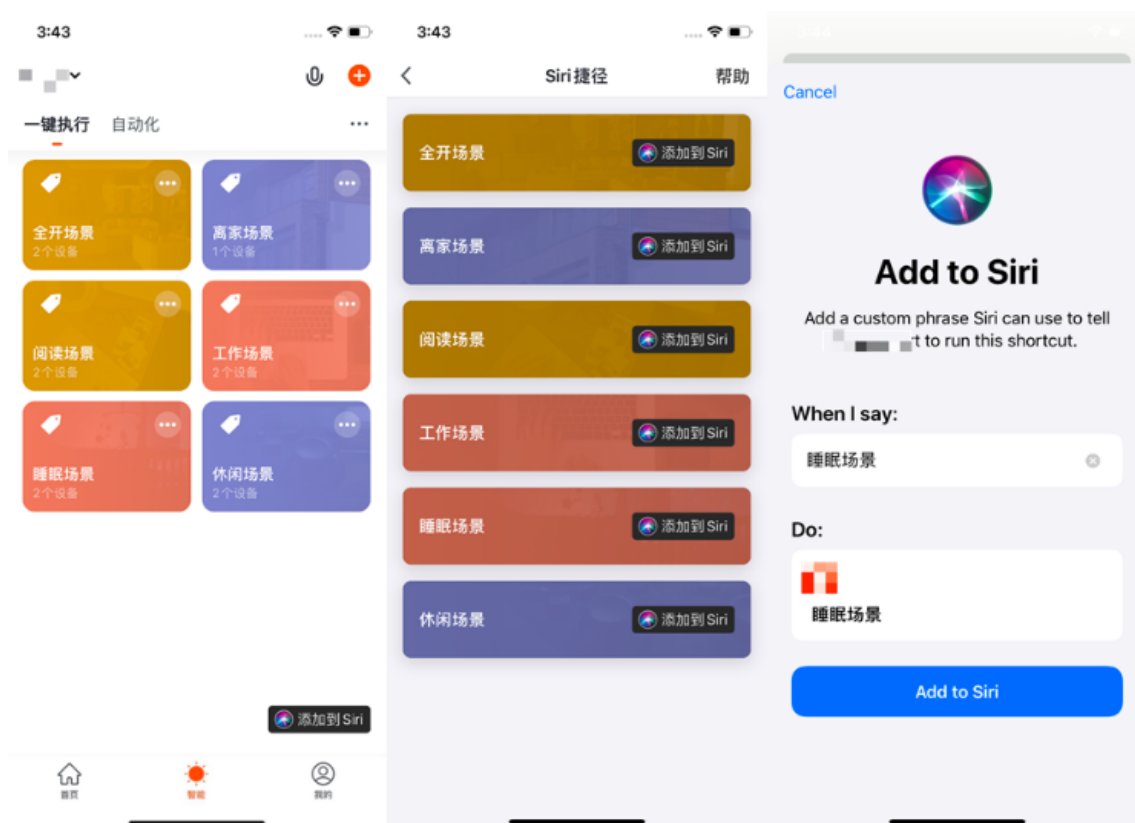 3:43
一键执行
自动化
全开场景
2个设备
离家场景
1个设备
阅读场景
2个设备
工作场景
2个设备
睡眠场景
2个设备
休闲场景
2个设备
添加到 Siri
首页
智能
我的
3:43
Siri 捷径
帮助
全开场景
添加到 Siri
离家场景
添加到 Siri
阅读场景
添加到 Siri
工作场景
添加到 Siri
睡眠场景
添加到 Siri
休闲场景
添加到 Siri
Cancel
Add to Siri
Add a custom phrase Siri can use to tell
to run this shortcut.
When I say:
睡眠场景
Do:
睡眠场景
Add to Siri